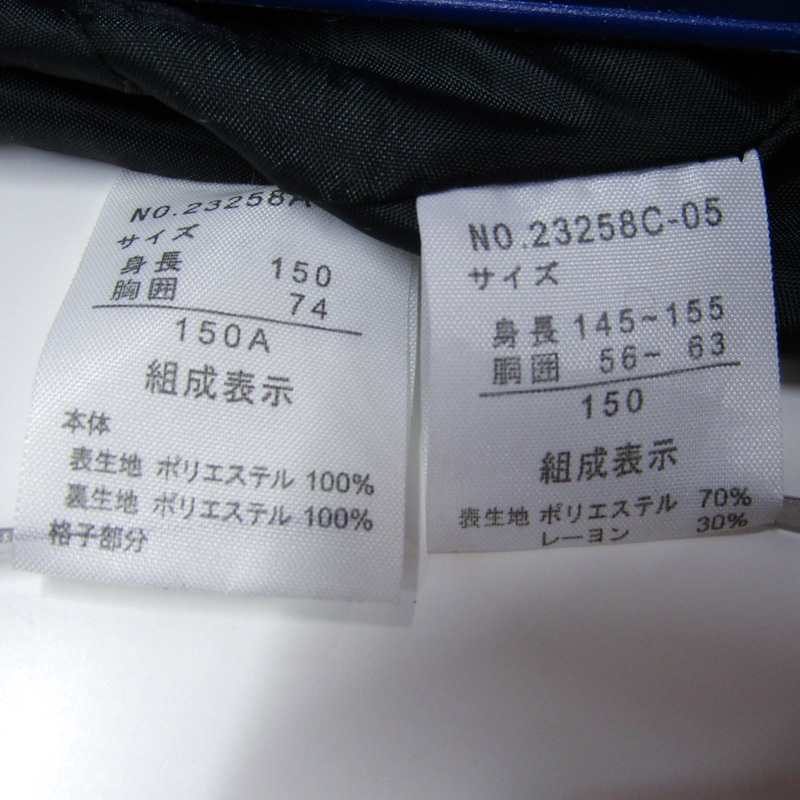 NO.23258A
サイズ
身長 150
胸囲 74
150A
組成表示
本体
表生地 ポリエステル 100%
裏生地 ポリエステル 100%
格子部分
NO.23258C-05
サイズ
身長 145~155
胴囲 56~ 63
150
組成表示
表生地 ポリエステル 70%
レーヨン 30%